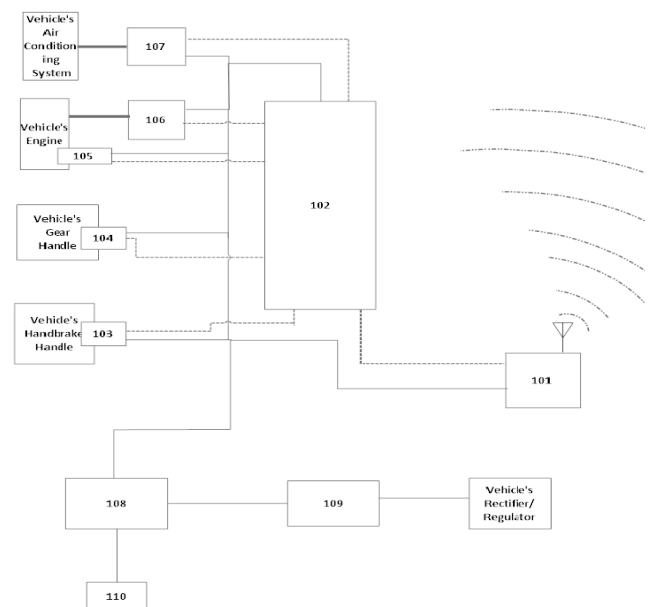 Vehicle's
Air
Condition
ing
System
107
Vehicle's
Engine
106
105
102
Vehicle's
Gear
Handle
104
Vehicle's
Handbrake
Handle
103
101
108
109
Vehicle's
Rectifier/
Regulator
110